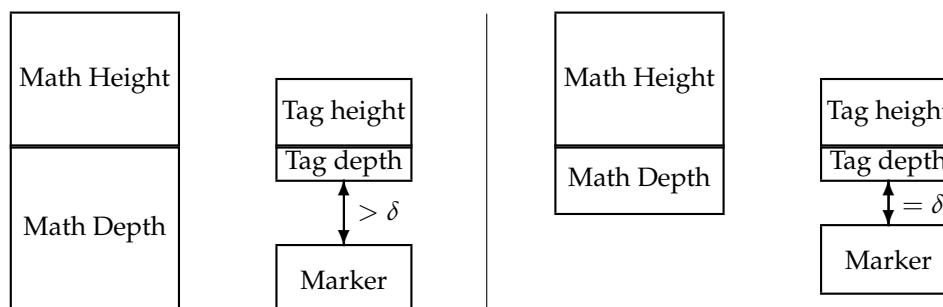 Math Height
Tag height
Tag depth
> δ
Math Depth
Marker
Math Height
Tag height
Tag depth
= δ
Math Depth
Marker